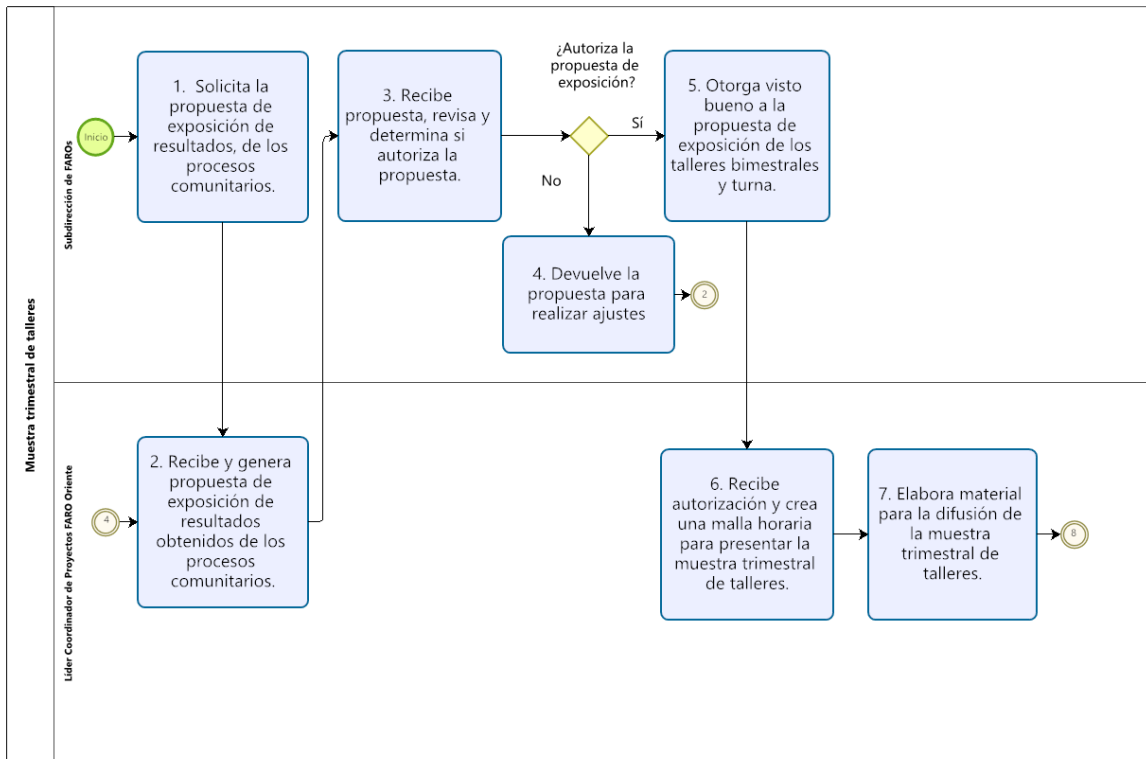 Muestra trimestral de talleres
Subdirección de FAROs
Inicio
1. Solicita la
propuesta de
exposición de
resultados, de los
procesos
comunitarios.
3. Recibe
propuesta, revisa y
determina si
autoriza la
propuesta.
¿Autoriza la
propuesta de
exposición?
Sí
No
5. Otorga visto
bueno a la
propuesta de
exposición de los
talleres bimestrales
y turna.
4. Devuelve la
propuesta para
realizar ajustes
2
Líder Coordinador de Proyectos FARO Oriente
4
2. Recibe y genera
propuesta de
exposición de
resultados
obtenidos de los
procesos
comunitarios.
6. Recibe
autorización y crea
una malla horaria
para presentar la
muestra trimestral
de talleres.
7. Elabora material
para la difusión de
la muestra
trimestral de
talleres.
8